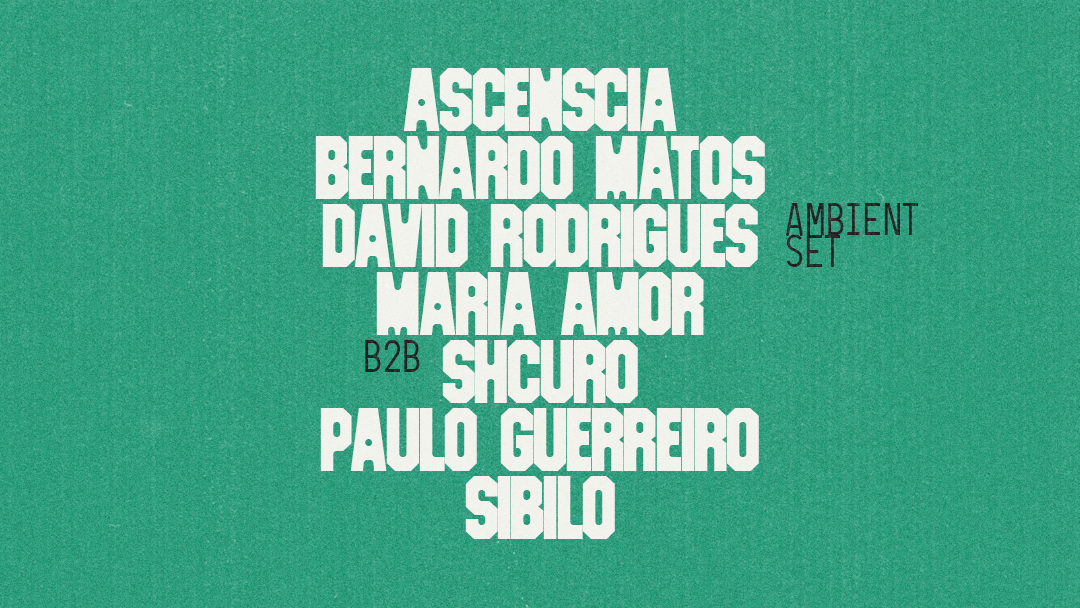 ASCENSCIA
BERNARDO MATOS
DAVID RODRIGUES AMBIENT
SET
MARIA AMOR
B2B SHCURO
PAULO GUERREIRO
SIBILO